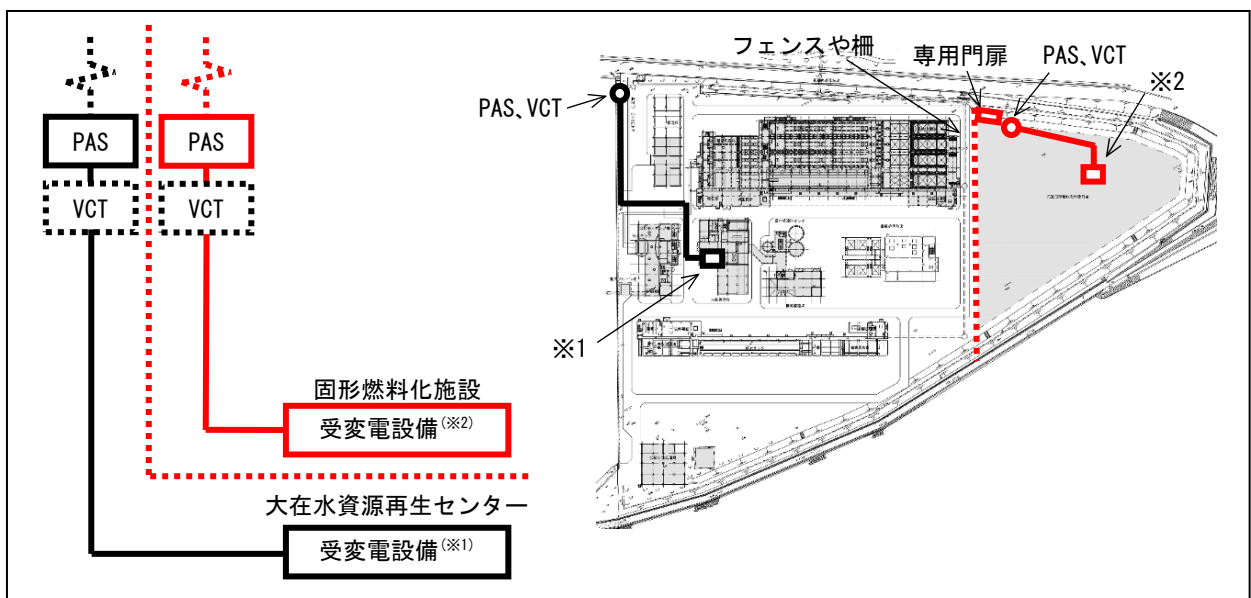 PAS
VCT
PAS
VCT
固形燃料化施設
受変電設備(※2)
大在水資源再生センター
受変電設備(※1)
フェンスや柵
専用門扉
PAS、VCT
※2
PAS、VCT
※1